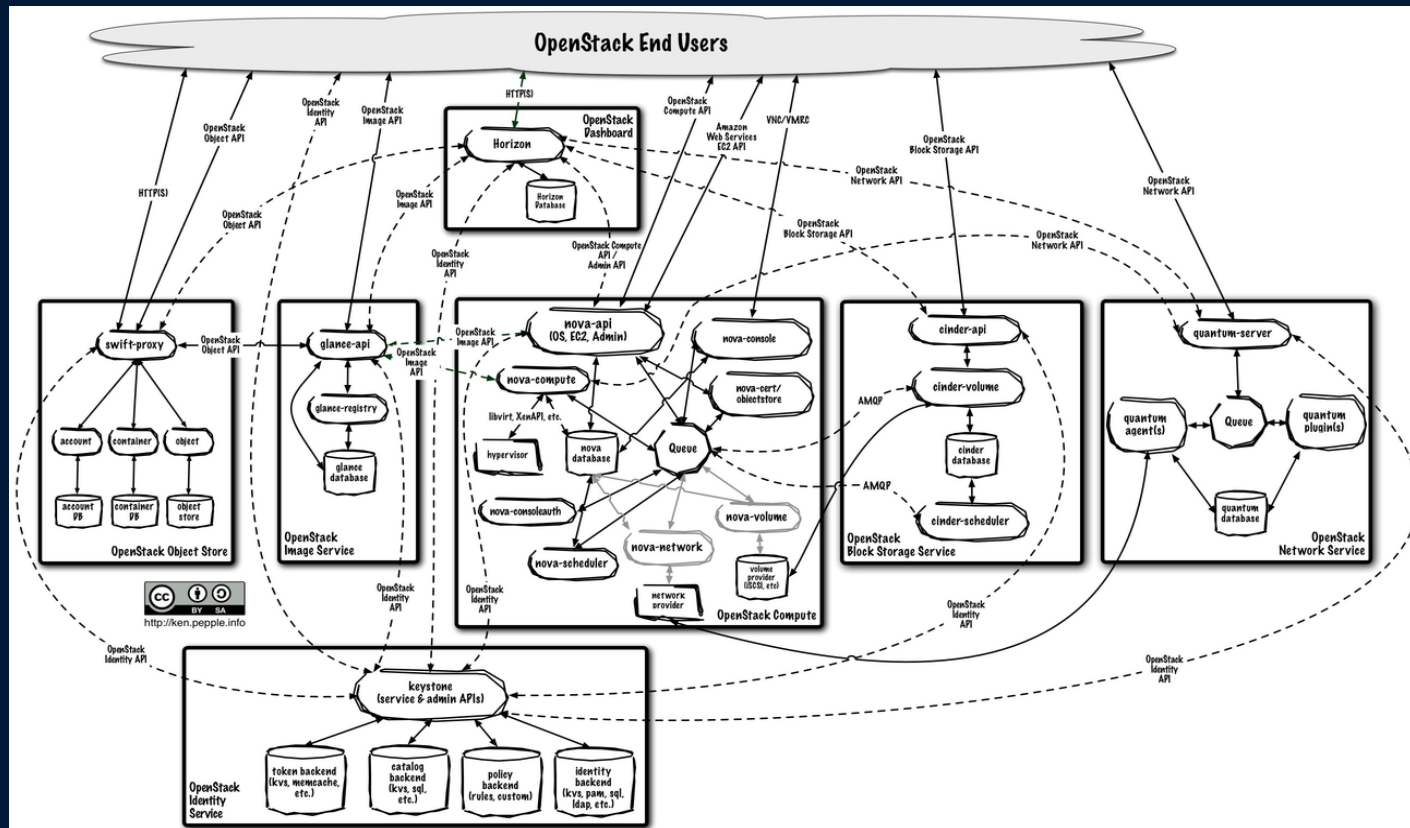 OpenStack End Users
HTTP(S)
OpenStack
Object API
OpenStack
Identity
API
OpenStack
Image API
HTTP(S)
OpenStack
Compute API
Amazon
Web Services
EC2 API
VNC/VMRC
OpenStack
Block Storage API
OpenStack
Network API
OpenStack
Dashboard
Horizon
Horizon
Database
OpenStack
Object API
OpenStack
Image API
OpenStack
Identity
API
OpenStack Compute
API /
Admin API
OpenStack
Block Storage API
OpenStack
Network API
OpenStack
Network API
swift-proxy
account
container
object
account
DB
container
DB
object
store
OpenStack Object Store
OpenStack
Object API
glance-api
glance-registry
glance
database
OpenStack
Image Service
OpenStack
Image API
OpenStack
Image API
nova-api
(OS, EC2, Admin)
nova-console
nova-compute
nova-cert/
objectstore
libvirt, XenAPI, etc.
hypervisor
nova
database
Queue
nova-consoleauth
nova-volume
nova-network
nova-scheduler
volume
provider
(iSCSI, etc)
network
provider
OpenStack Compute
AMQP
AMQP
cinder-api
cinder-volume
cinder
database
cinder-scheduler
OpenStack
Block Storage Service
quantum-server
quantum
agent(s)
Queue
quantum
plugin(s)
quantum
database
OpenStack
Network Service
cc
BY SA
http://ken.pepple.info
OpenStack
Identity API
OpenStack
Identity
API
OpenStack
Identity
API
OpenStack
Identity
API
OpenStack
Identity
API
keystone
(service & admin APIs)
token backend
(kvs, memcache,
etc.)
catalog
backend
(kvs, sql,
etc.)
policy
backend
(rules, custom)
identity
backend
(kvs, pam, sql,
ldap, etc.)
OpenStack
Identity
Service